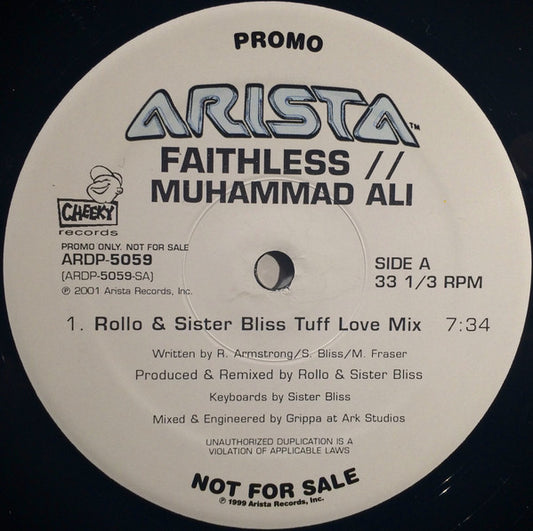 PROMO
ARISTA™
FAITHLESS //
MUHAMMAD ALI
CHEEKY
records
PROMO ONLY. NOT FOR SALE
ARDP-5059
(ARDP-5059-SA)
℗ 2001 Arista Records, Inc.
SIDE A
33 1/3 RPM
1. Rollo & Sister Bliss Tuff Love Mix 7:34
Written by R. Armstrong/S. Bliss/M. Fraser
Produced & Remixed by Rollo & Sister Bliss
Keyboards by Sister Bliss
Mixed & Engineered by Grippa at Ark Studios
UNAUTHORIZED DUPLICATION IS A
VIOLATION OF APPLICABLE LAWS
NOT FOR SALE
℗ 1999 Arista Records, Inc.